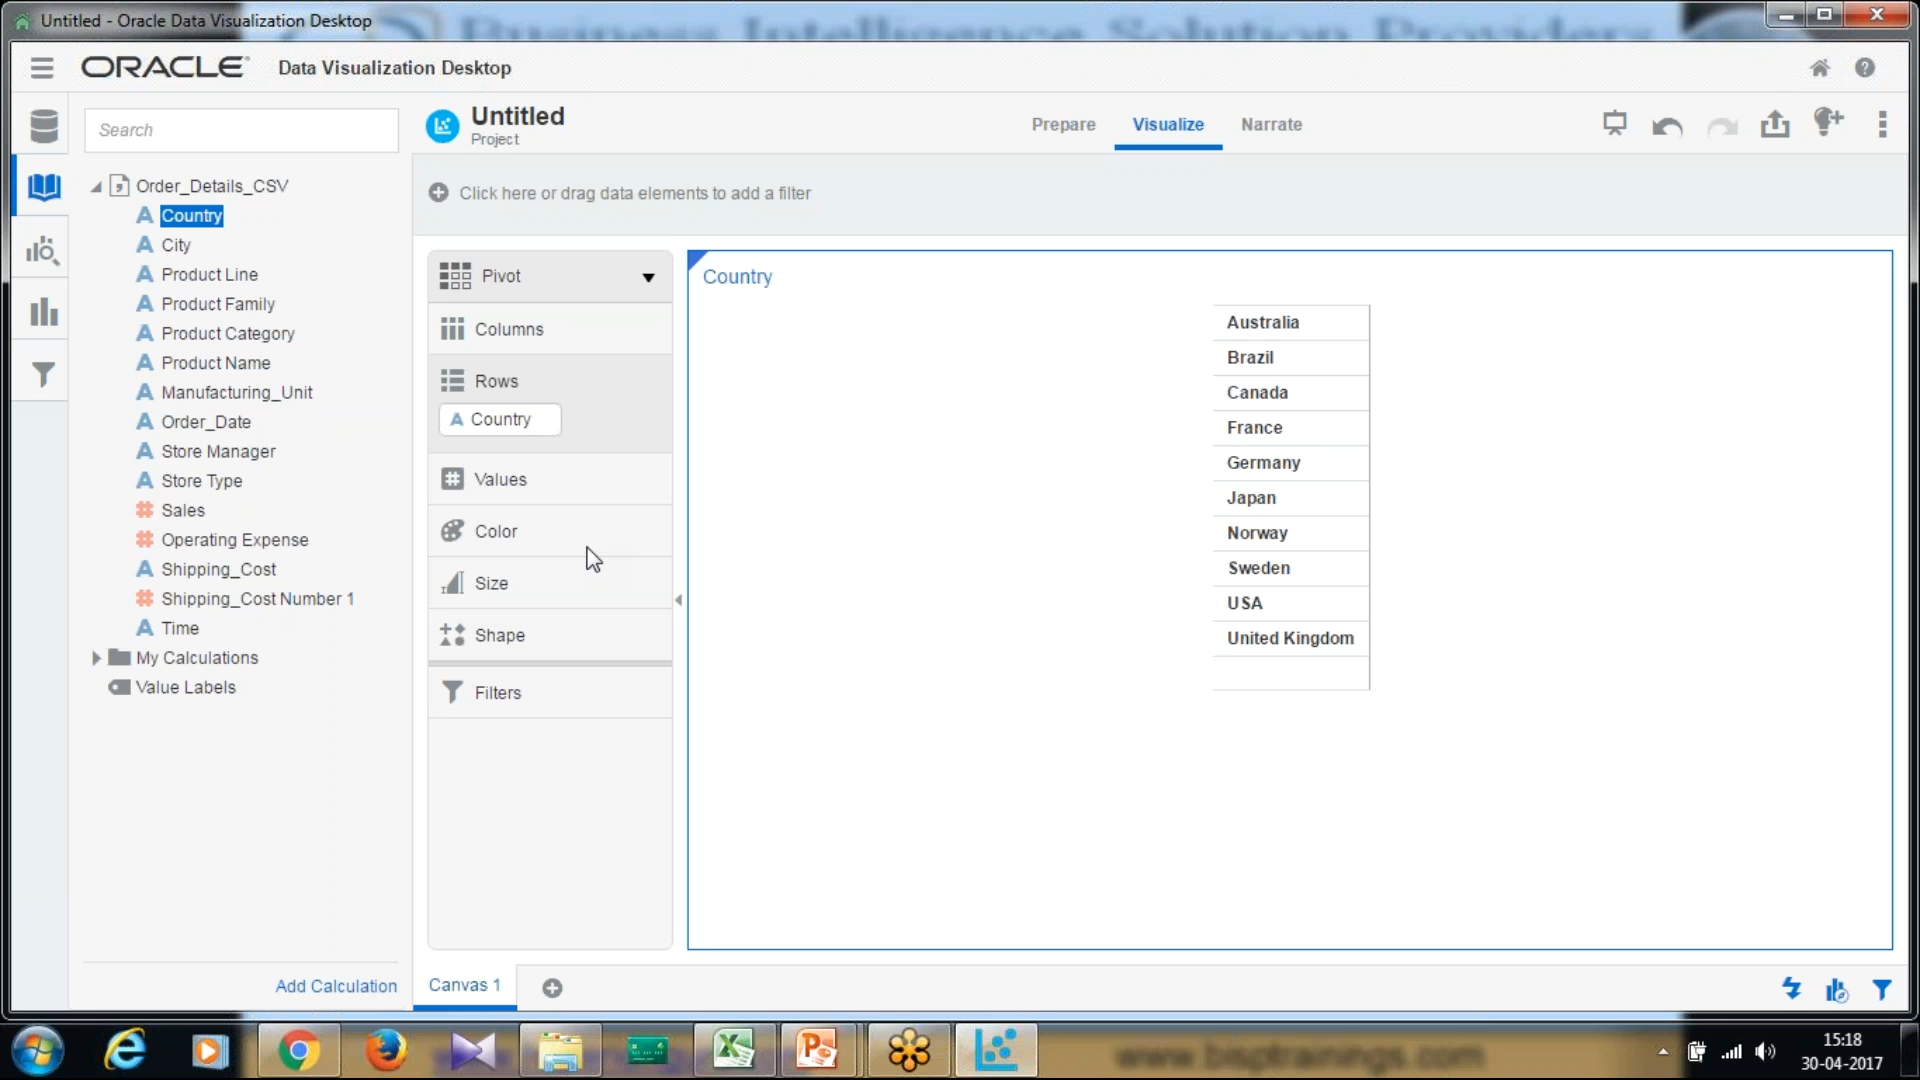 Business Intelligence Solution Providers
Untitled - Oracle Data Visualization Desktop
ORACLE Data Visualization Desktop
Search
Untitled
Project
Prepare
Visualize
Narrate
Click here or drag data elements to add a filter
Order_Details_CSV
A Country
A City
A Product Line
A Product Family
A Product Category
A Product Name
A Manufacturing_Unit
A Order_Date
A Store Manager
A Store Type
# Sales
# Operating Expense
A Shipping_Cost
# Shipping_Cost Number 1
A Time
My Calculations
Value Labels
Add Calculation
Pivot
Columns
Rows
A Country
Values
Color
Size
Shape
Filters
Country
Australia
Brazil
Canada
France
Germany
Japan
Norway
Sweden
USA
United Kingdom
Canvas 1
15:18
30-04-2017